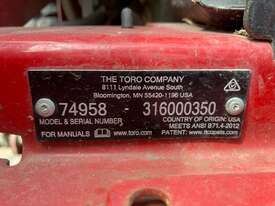 THE TORO COMPANY
8111 Lyndale Avenue South
Bloomington, MN 55420-1196 USA
74958 - 316000350
MODEL & SERIAL NUMBER COUNTRY OF ORIGIN: USA
MEETS ANSI B71.4-2012
FOR MANUALS www.toro.com PATENT: www.ttcopats.com